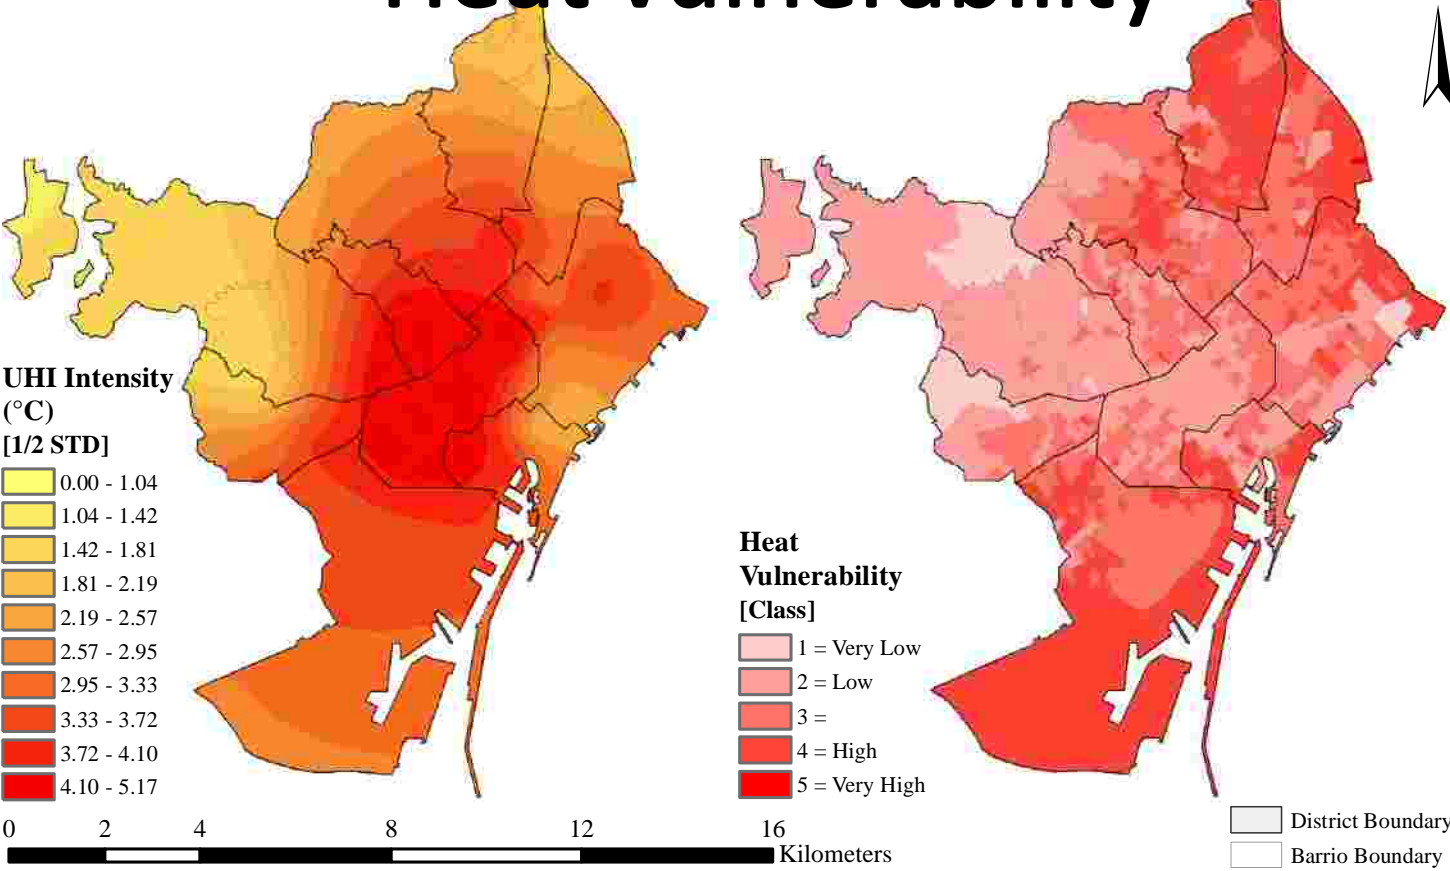 Heat Vulnerability
UHI Intensity
(°C)
[1/2 STD]
0.00 - 1.04
1.04 - 1.42
1.42 - 1.81
1.81 - 2.19
2.19 - 2.57
2.57 - 2.95
2.95 - 3.33
3.33 - 3.72
3.72 - 4.10
4.10 - 5.17
Heat
Vulnerability
[Class]
1 = Very Low
2 = Low
3 =
4 = High
5 = Very High
0 2 4 8 12 16
Kilometers
District Boundary
Barrio Boundary